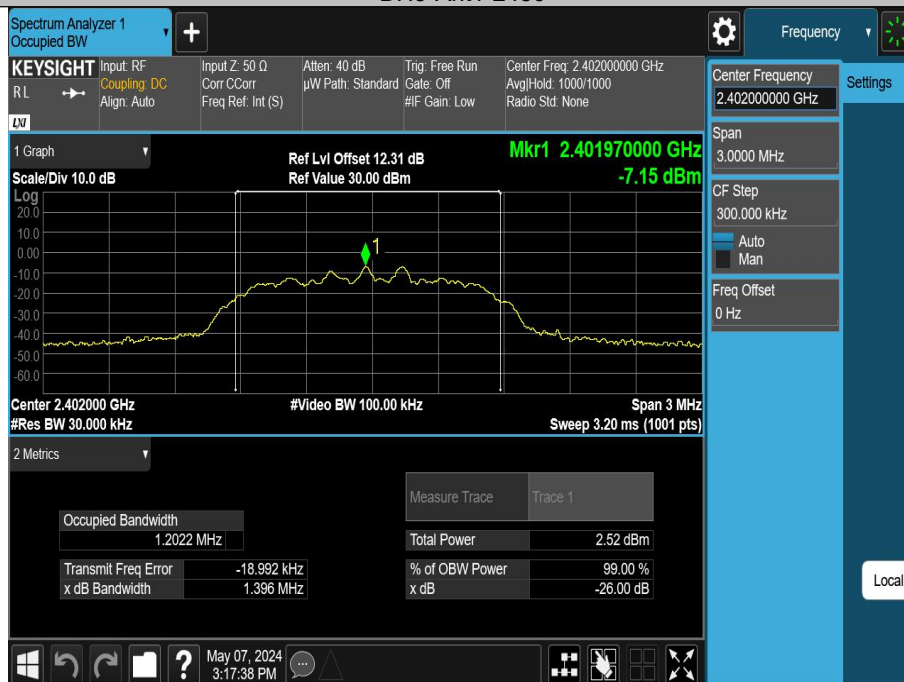 Spectrum Analyzer 1
Occupied BW
+
Frequency
KEYSIGHT
RL
LXI
Input: RF
Coupling: DC
Align: Auto
Input Z: 50 Ω
Corr CCorr
Freq Ref: Int (S)
Atten: 40 dB
µW Path: Standard
Trig: Free Run
Gate: Off
#IF Gain: Low
Center Freq: 2.402000000 GHz
Avg|Hold: 1000/1000
Radio Std: None
Center Frequency
2.402000000 GHz
Settings
Span
3.0000 MHz
CF Step
300.000 kHz
Auto
Man
Freq Offset
0 Hz
Local
1 Graph
Scale/Div 10.0 dB
Ref Lvl Offset 12.31 dB
Ref Value 30.00 dBm
Mkr1 2.401970000 GHz
-7.15 dBm
Log
20.0
10.0
0.00
-10.0
-20.0
-30.0
-40.0
-50.0
-60.0
1
Center 2.402000 GHz
#Res BW 30.000 kHz
#Video BW 100.00 kHz
Span 3 MHz
Sweep 3.20 ms (1001 pts)
2 Metrics
Measure Trace Trace 1
Occupied Bandwidth
1.2022 MHz
Total Power 2.52 dBm
Transmit Freq Error -18.992 kHz
% of OBW Power 99.00 %
x dB Bandwidth 1.396 MHz
x dB -26.00 dB
?
May 07, 2024
3:17:38 PM